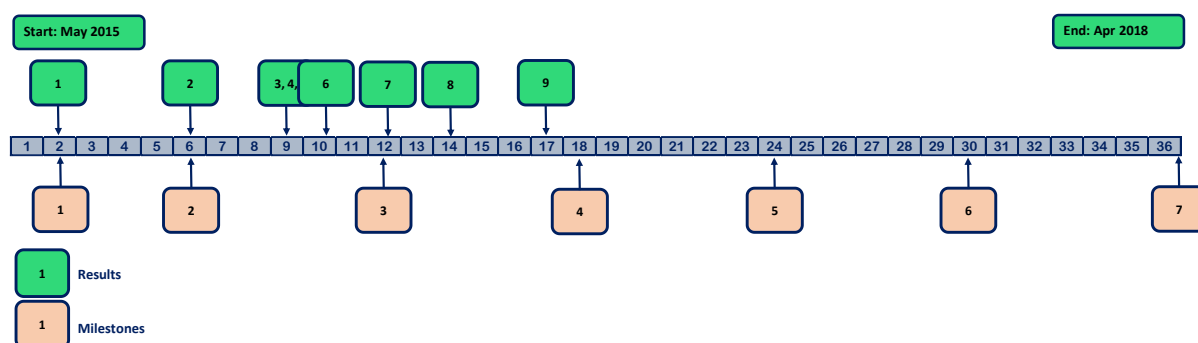 Start: May 2015
End: Apr 2018
1 2 3, 4, 6 7 8 9
1 2 3 4 5 6 7 8 9 10 11 12 13 14 15 16 17 18 19 20 21 22 23 24 25 26 27 28 29 30 31 32 33 34 35 36
1 2 3 4 5 6 7
1 Results
1 Milestones